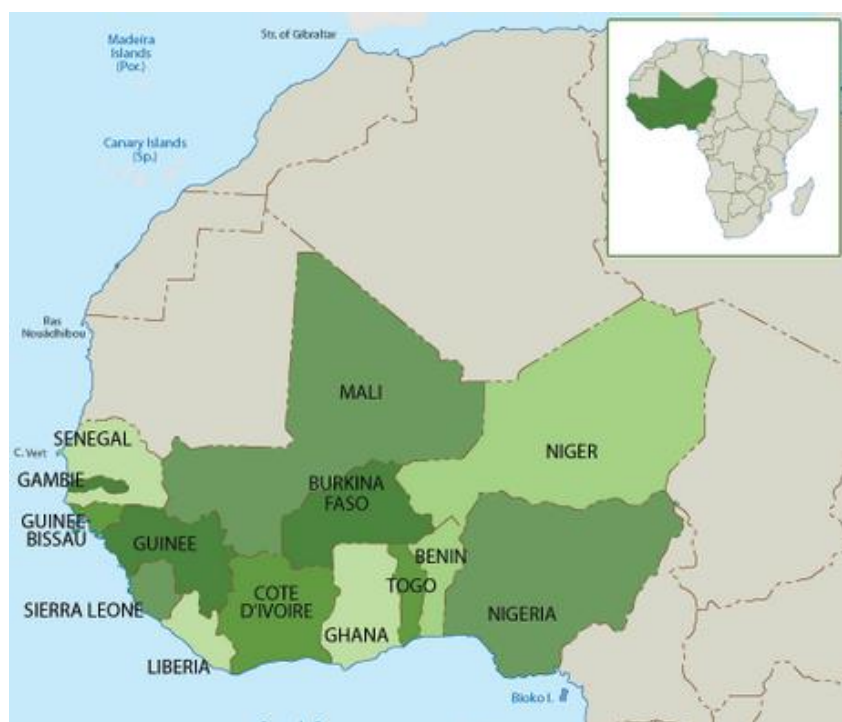 Madeira
Islands
(Por.)
Str. of Gibraltar
Canary Islands
(Sp.)
Ras
Nouâdhibou
MALI
SENEGAL
NIGER
C. Vert
GAMBIE
BURKINA
FASO
GUINEE-
BISSAU
GUINEE
BENIN
TOGO
COTE
D'IVOIRE
SIERRA LEONE
NIGERIA
GHANA
LIBERIA
Bioko I.